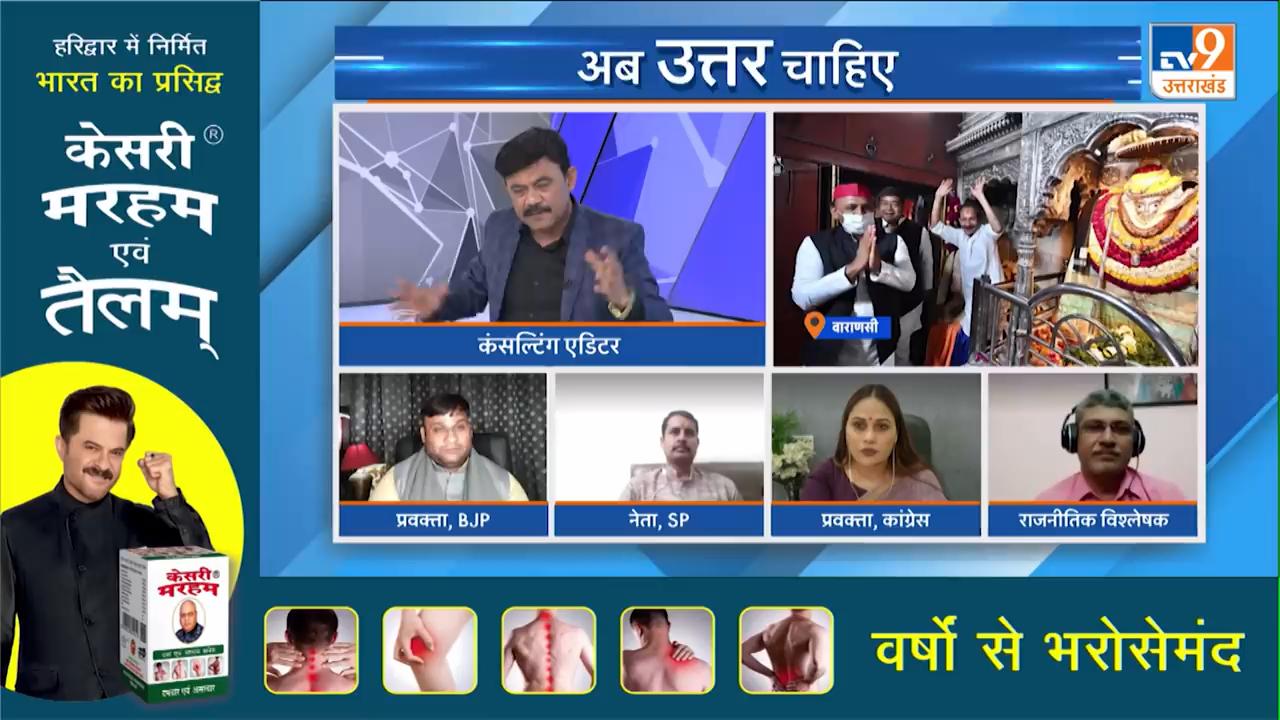 हरिद्वार में निर्मित
भारत का प्रसिद्व
केसरी ®
मरहम
एवं
तैलम्
केसरी®
मरहम
अब उत्तर चाहिए
TV9
उत्तराखंड
कंसल्टिंग एडिटर
वाराणसी
प्रवक्ता, BJP
नेता, SP
प्रवक्ता, कांग्रेस
राजनीतिक विश्लेषक
वर्षो से भरोसेमंद